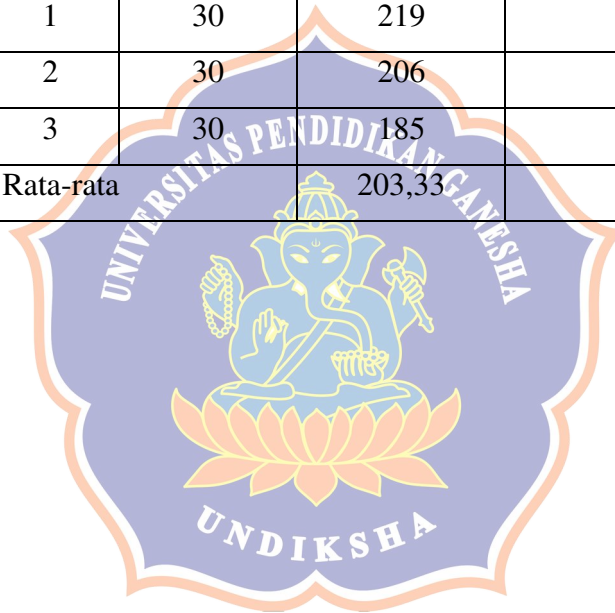 1 30 219
2 30 206
3 30 185
Rata-rata 203,33
UNIVERSITAS PENDIDIKAN GANESHA
UNDIKSHA